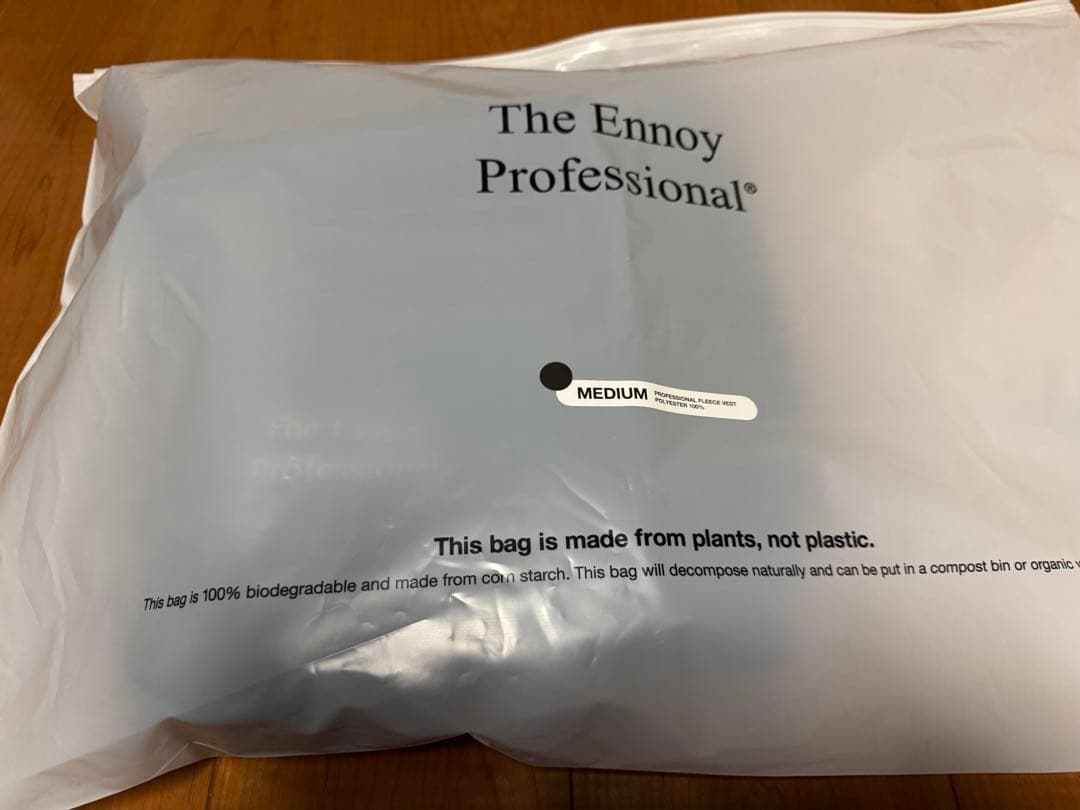 The Ennoy
Professional®
MEDIUM PROFESSIONAL FLEECE VEST
POLYESTER 100%
This bag is made from plants, not plastic.
This bag is 100% biodegradable and made from corn starch. This bag will decompose naturally and can be put in a compost bin or organic